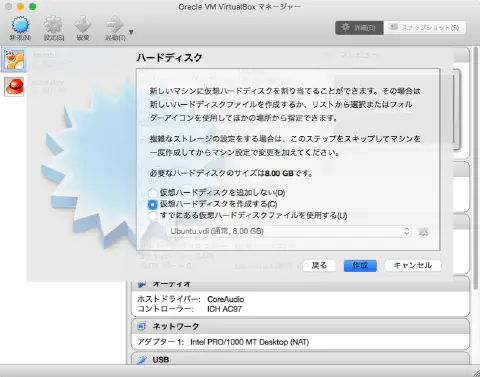 Oracle VM VirtualBox マネージャー
新規(N) 設定(S) 破棄 起動(T)
詳細(D) スナップショット(S)
ハードディスク
新しいマシンに仮想ハードディスクを割り当てることができます。その場合は
新しいハードディスクファイルを作成するか、リストから選択またはフォル
ダーアイコンを使用してほかの場所から指定できます。
複雑なストレージの設定をする場合は、このステップをスキップしてマシンを
一度作成してからマシン設定で変更を加えてください。
必要なハードディスクのサイズは8.00 GBです。
仮想ハードディスクを追加しない(D)
仮想ハードディスクを作成する(C)
すでにある仮想ハードディスクファイルを使用する(U)
Ubuntu.vdi (通常, 8.00 GB)
戻る 作成 キャンセル
オーディオ
ホストドライバー: CoreAudio
コントローラー: ICH AC97
ネットワーク
アダプター 1: Intel PRO/1000 MT Desktop (NAT)
USB